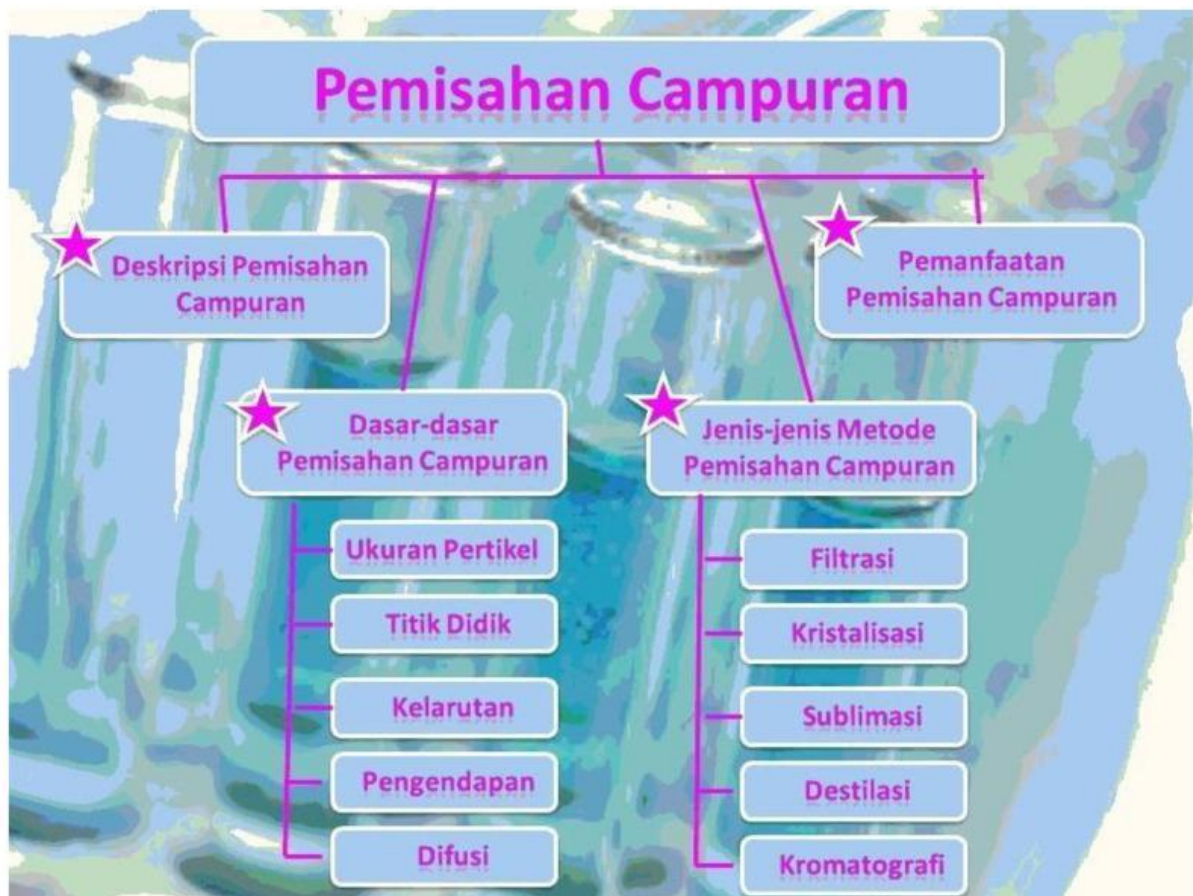 Pemisahan Campuran
Deskripsi Pemisahan
Campuran
Pemanfaatan
Pemisahan Campuran
Dasar-dasar
Pemisahan Campuran
Ukuran Pertikel
Titik Didik
Kelarutan
Pengendapan
Difusi
Jenis-jenis Metode
Pemisahan Campuran
Filtrasi
Kristalisasi
Sublimasi
Destilasi
Kromatografi